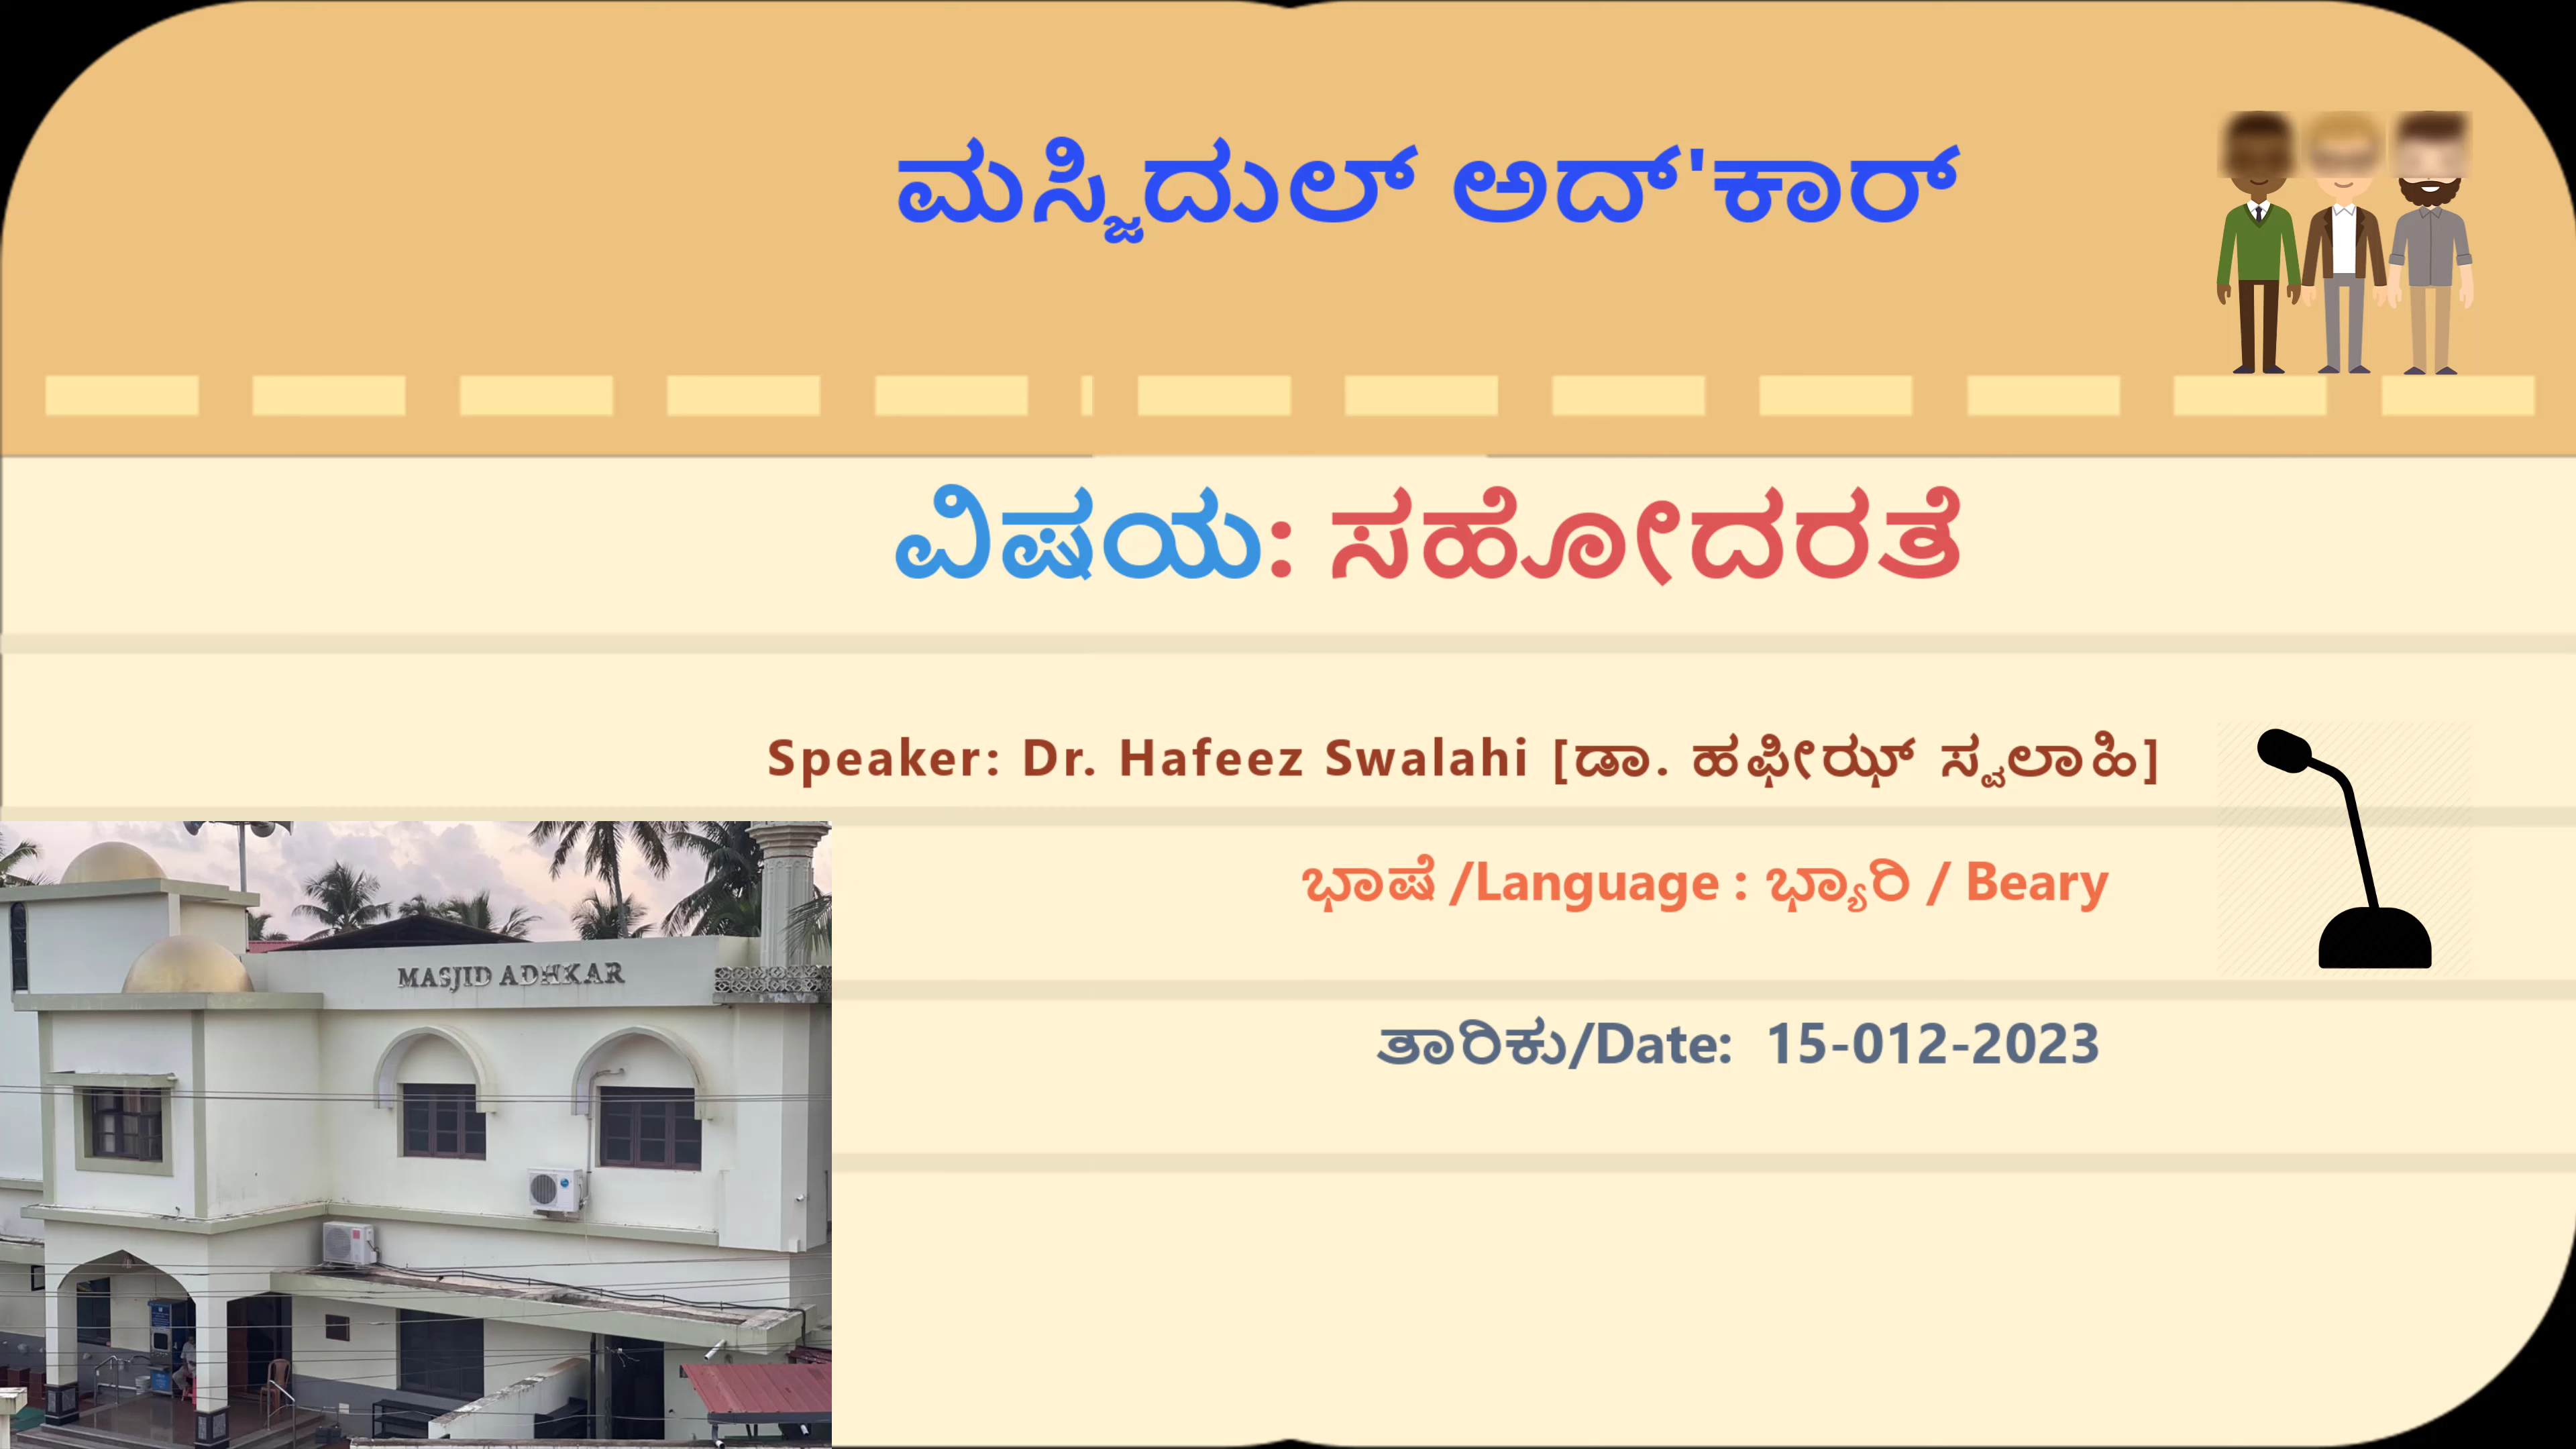 ಮಸ್ಜಿದುಲ್ ಅದ್'ಕಾರ್
ವಿಷಯ: ಸಹೋದರತೆ
Speaker: Dr. Hafeez Swalahi [ಡಾ. ಹಫೀಝ್ ಸ್ವಲಾಹಿ]
ಭಾಷೆ /Language : ಭ್ಯಾರಿ / Beary
MASJID ADHKAR
ತಾರಿಕು/Date: 15-012-2023